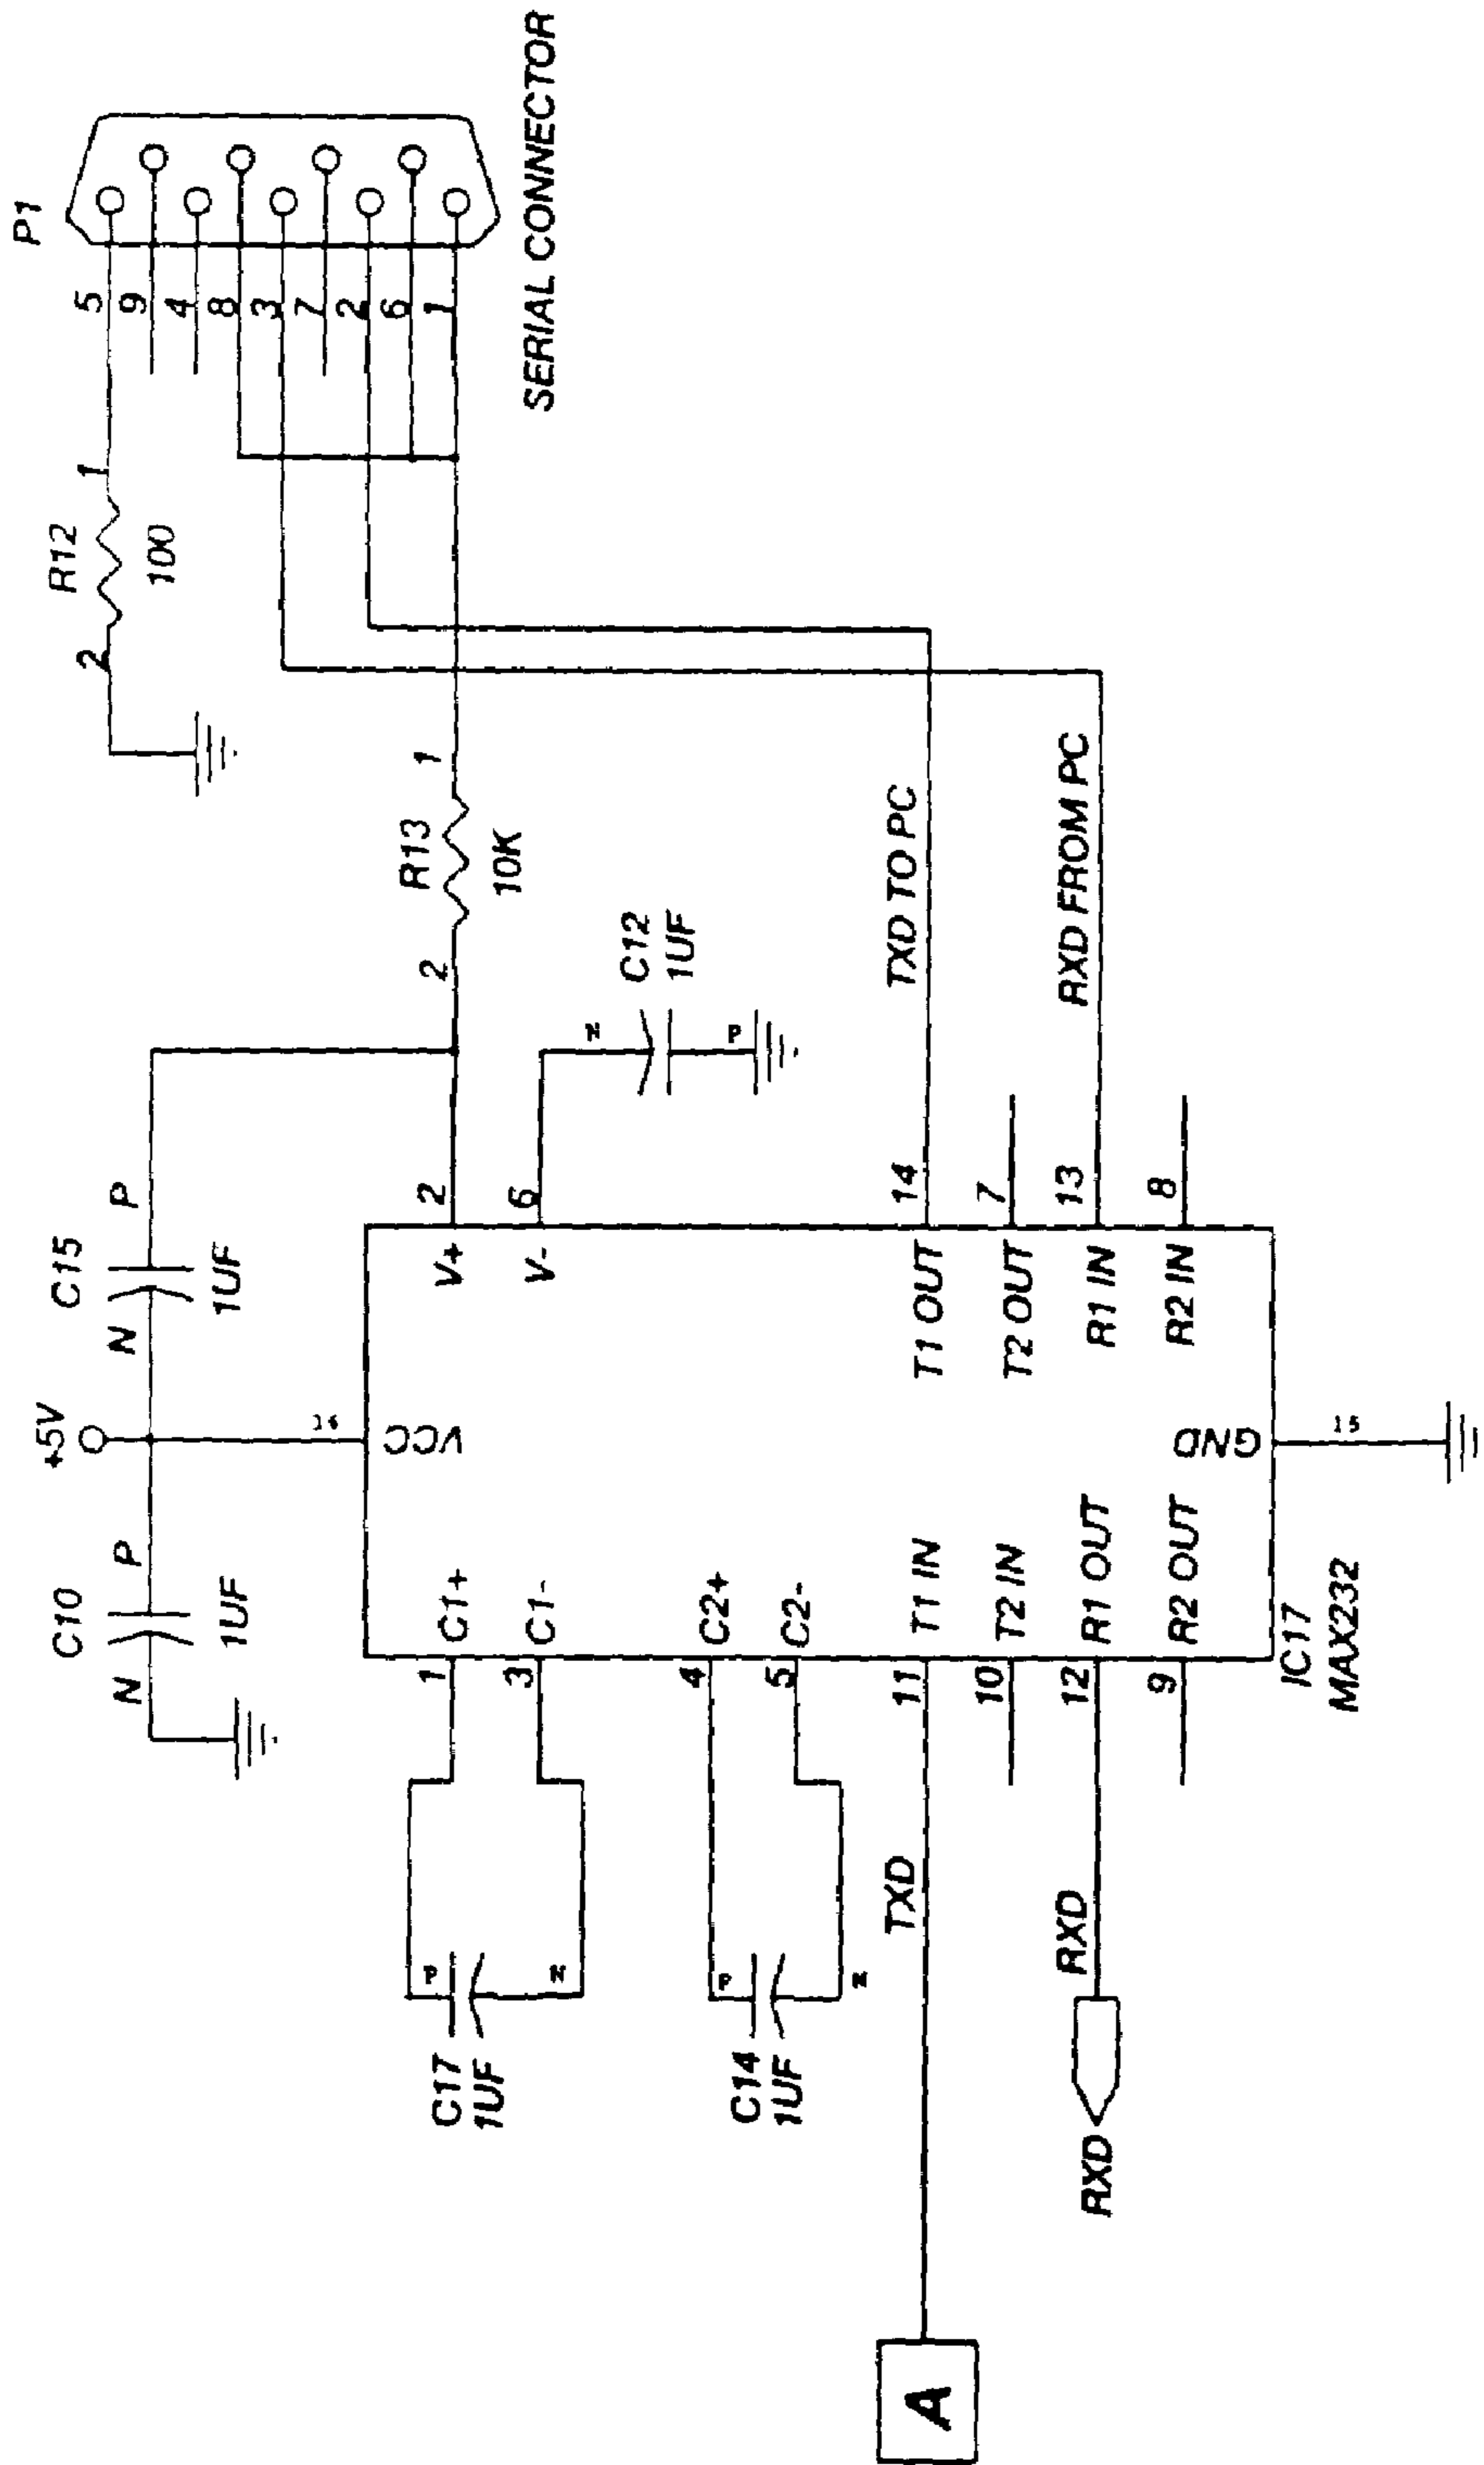 P1
5
9
4
8
3
7
2
6
1
SERIAL CONNECTOR
R12
100
1
2
R13
10K
1
2
C12
1UF
N
P
TXD TO PC
RXD FROM PC
C15
1UF
P
N
+5V
C10
1UF
P
N
16
VCC
2
V+
6
V-
14
T1 OUT
7
T2 OUT
13
R1 IN
8
R2 IN
GND
15
1
C1+
3
C1-
4
C2+
5
C2-
11
T1 IN
10
T2 IN
12
R1 OUT
9
R2 OUT
IC17
MAX232
C17
1UF
P
N
C14
1UF
P
N
TXD
RXD
RXD
A